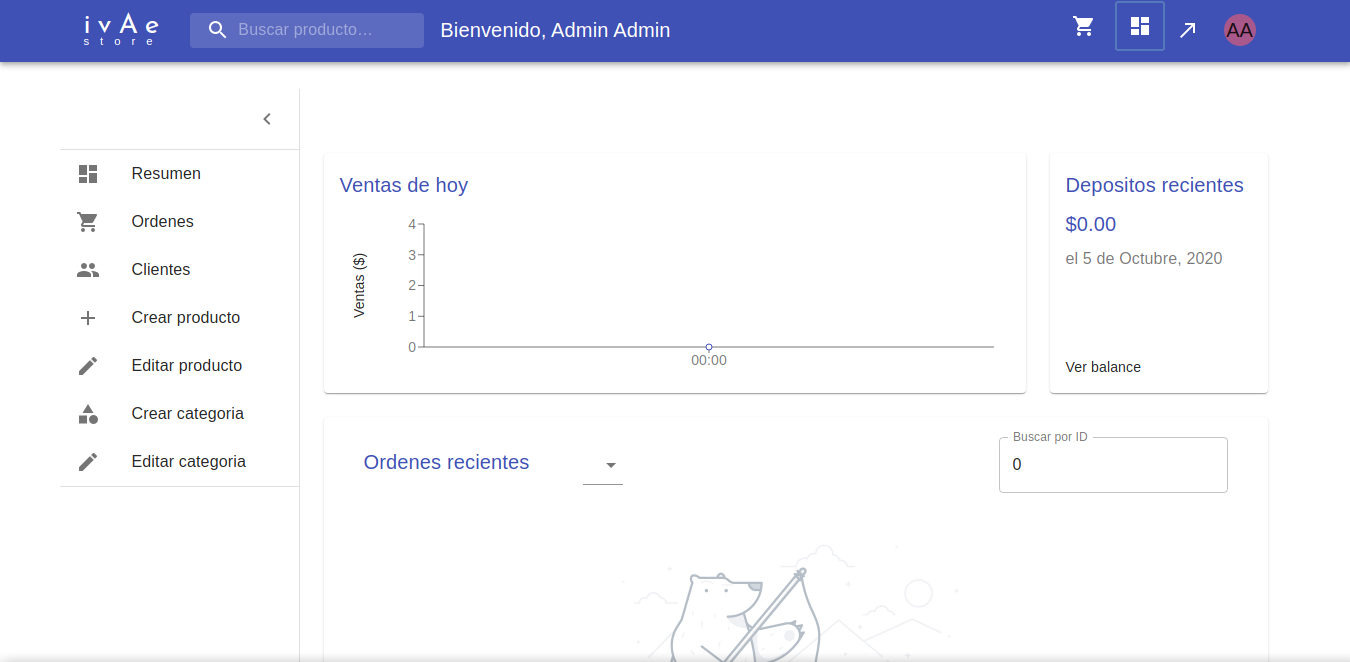 ivAe
store
Buscar producto...
Bienvenido, Admin Admin
AA
Resumen
Ordenes
Clientes
Crear producto
Editar producto
Crear categoria
Editar categoria
Ventas de hoy
Ventas ($)
4
3
2
1
0
00:00
Depositos recientes
$0.00
el 5 de Octubre, 2020
Ver balance
Ordenes recientes
Buscar por ID
0